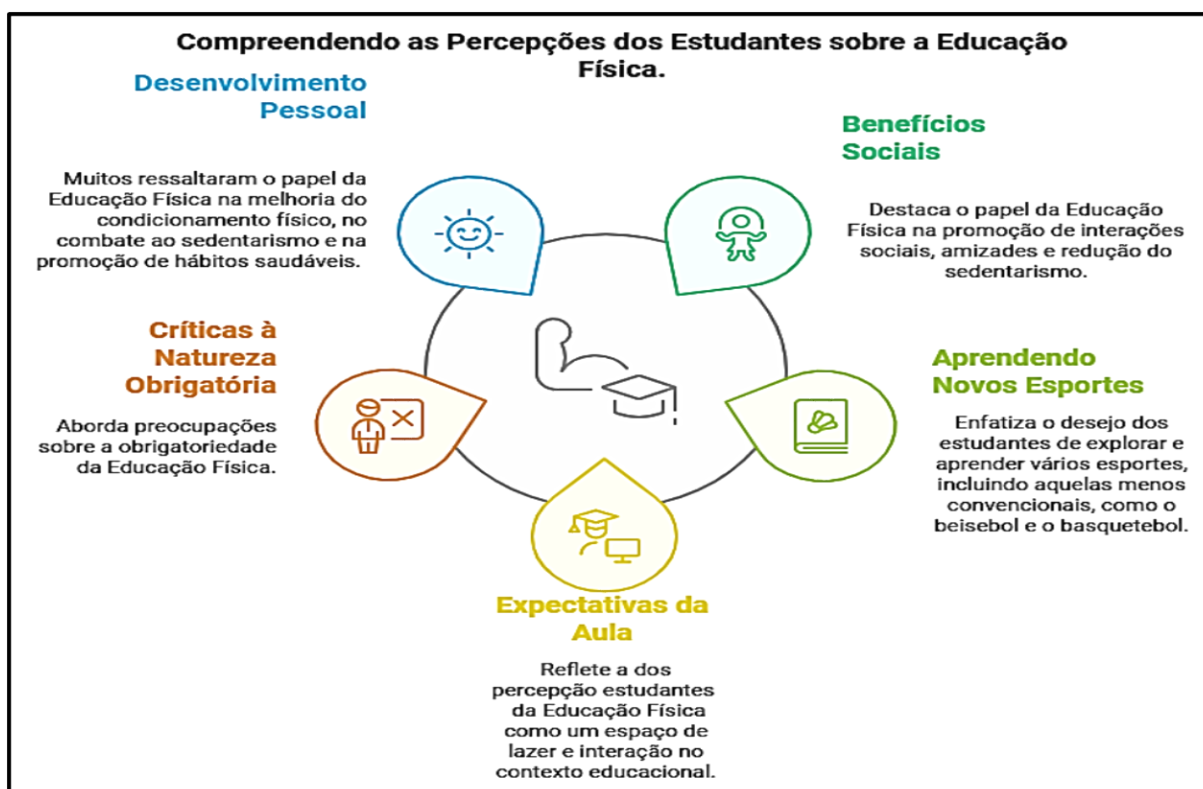 Compreendendo as Percepções dos Estudantes sobre a Educação
Física.
Desenvolvimento
Pessoal
Muitos ressaltaram o papel da
Educação Física na melhoria do
condicionamento físico, no
combate ao sedentarismo e na
promoção de hábitos saudáveis.
Benefícios
Sociais
Destaca o papel da Educação
Física na promoção de interações
sociais, amizades e redução do
sedentarismo.
Críticas à
Natureza
Obrigatória
Aborda preocupações
sobre a obrigatoriedade
da Educação Física.
Aprendendo
Novos Esportes
Enfatiza o desejo dos
estudantes de explorar e
aprender vários esportes,
incluindo aquelas menos
convencionais, como o
beisebol e o basquetebol.
Expectativas da
Aula
Reflete a dos
percepção estudantes
da Educação Física
como um espaço de
lazer e interação no
contexto educacional.